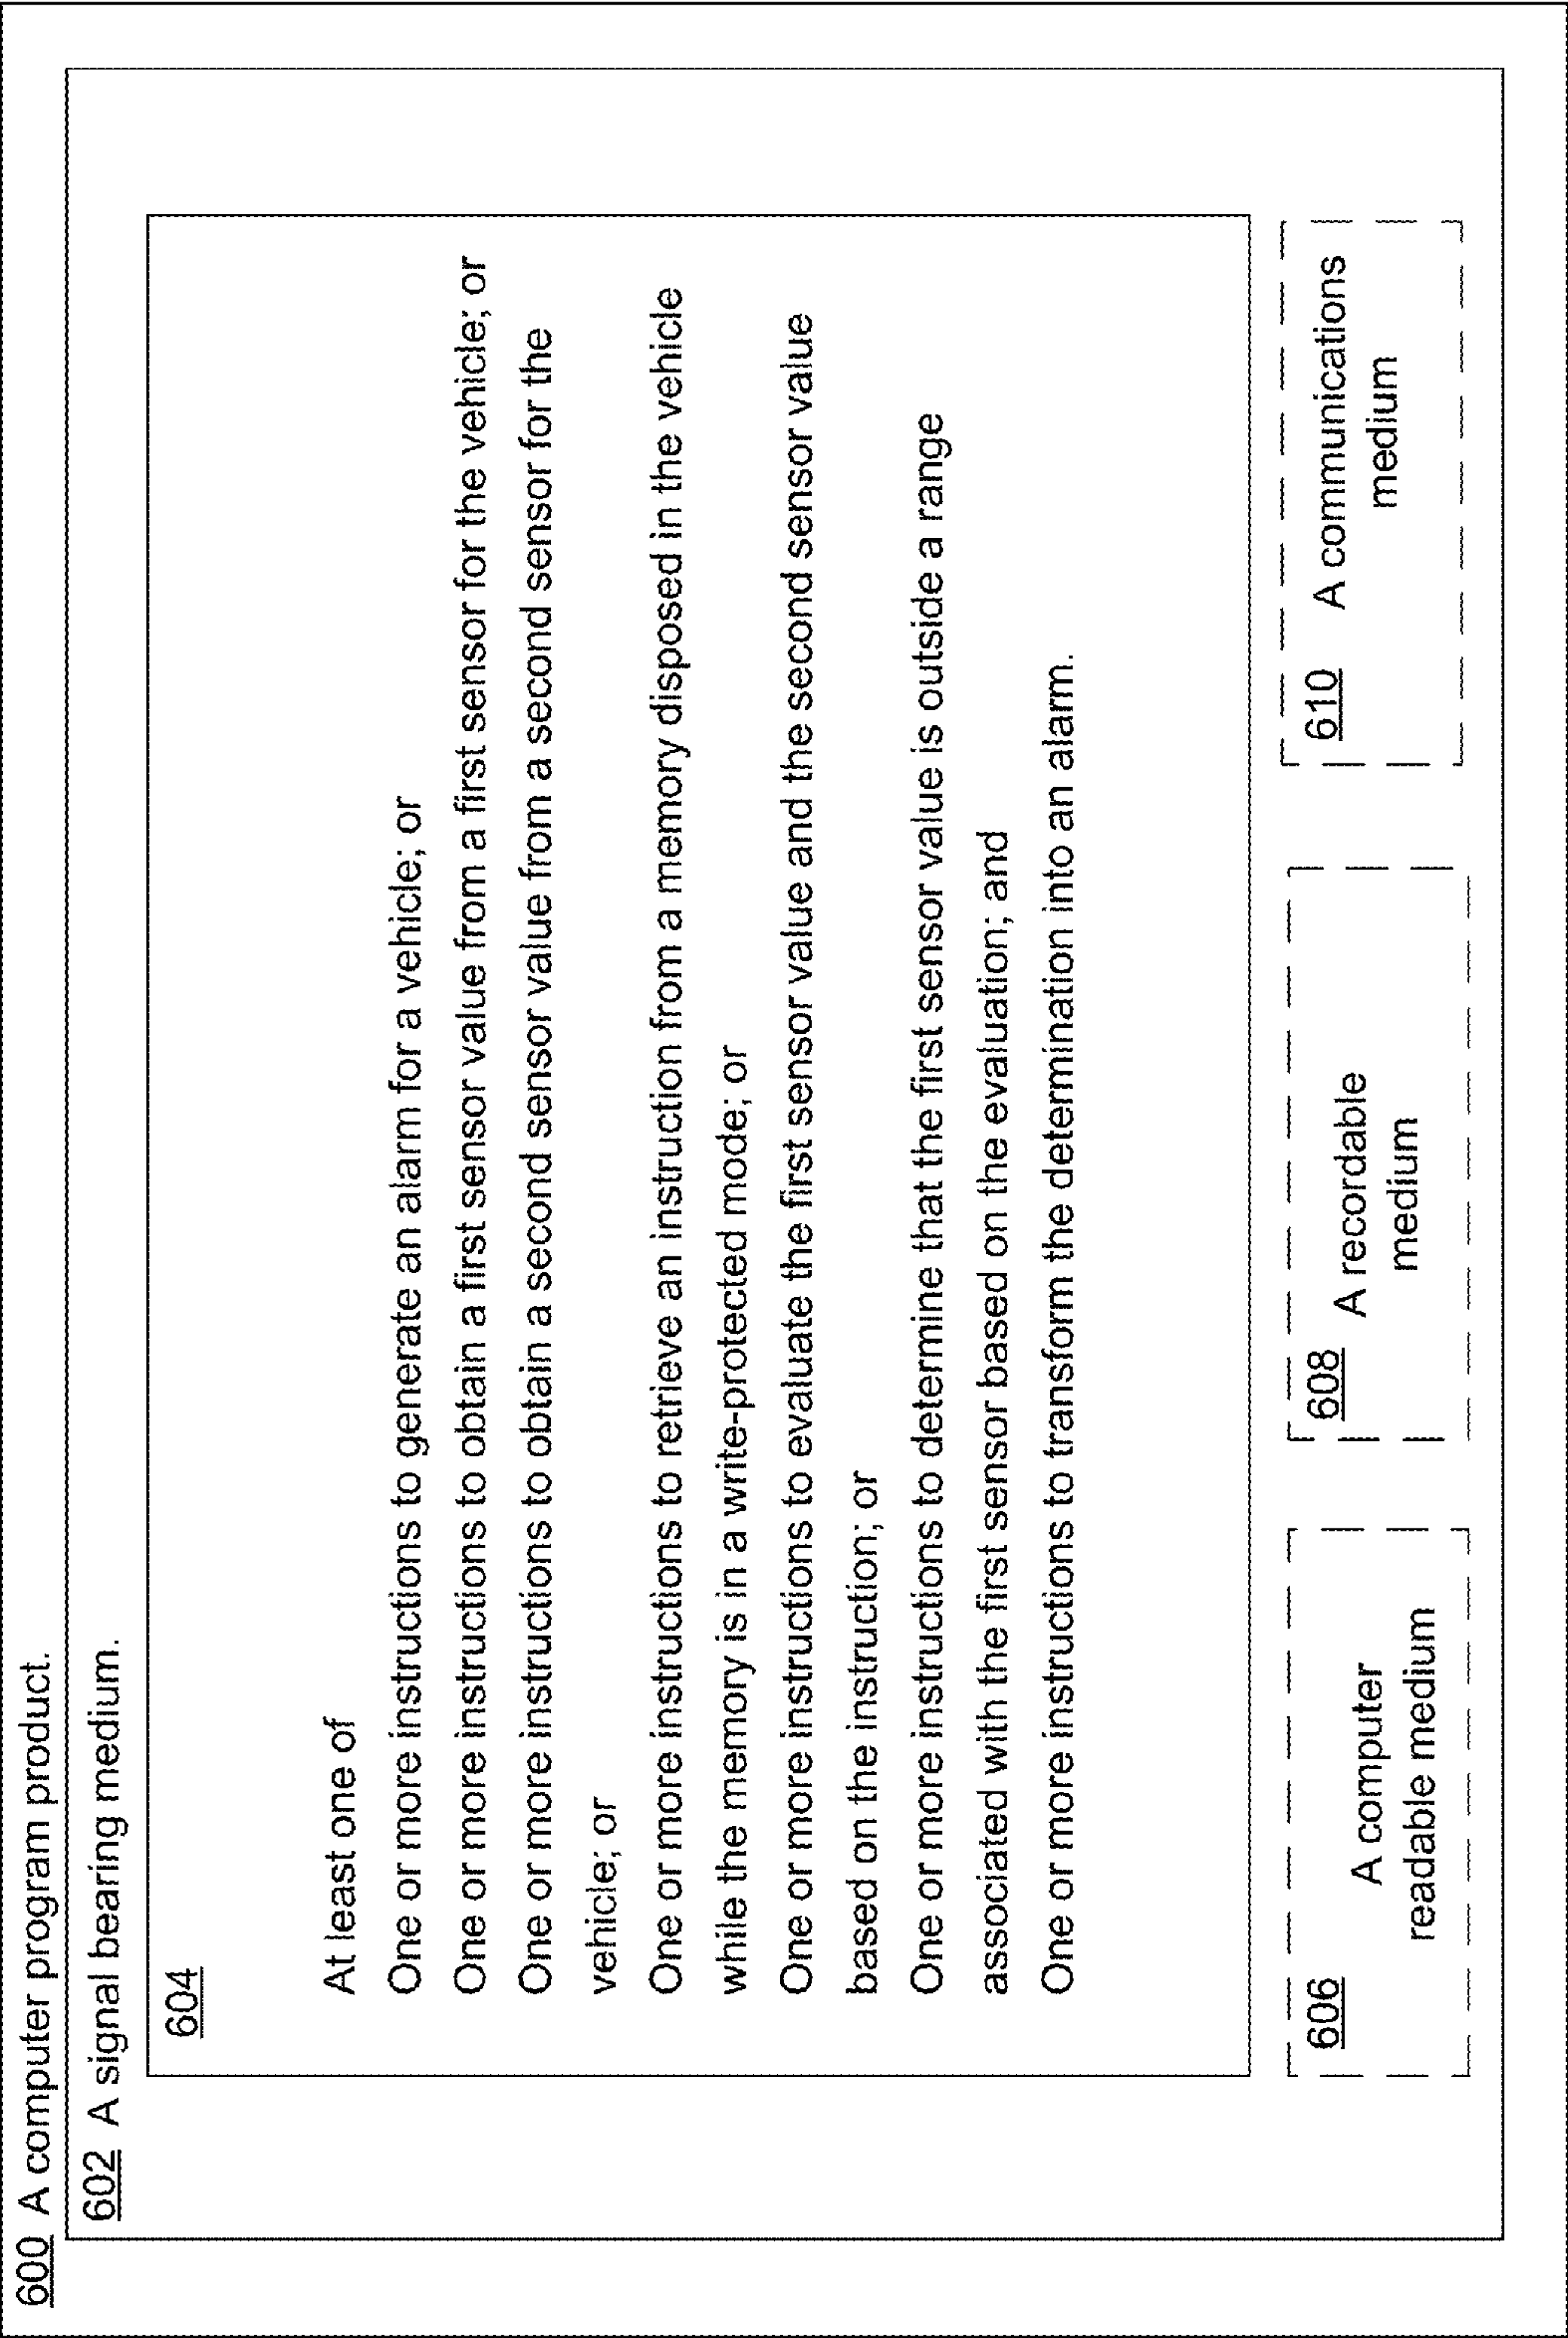 600 A computer program product.
602 A signal bearing medium.
604
At least one of
One or more instructions to generate an alarm for a vehicle; or
One or more instructions to obtain a first sensor value from a first sensor for the vehicle; or
One or more instructions to obtain a second sensor value from a second sensor for the
vehicle; or
One or more instructions to retrieve an instruction from a memory disposed in the vehicle
while the memory is in a write-protected mode; or
One or more instructions to evaluate the first sensor value and the second sensor value
based on the instruction; or
One or more instructions to determine that the first sensor value is outside a range
associated with the first sensor based on the evaluation; and
One or more instructions to transform the determination into an alarm.
606 A computer
readable medium
608 A recordable
medium
610 A communications
medium